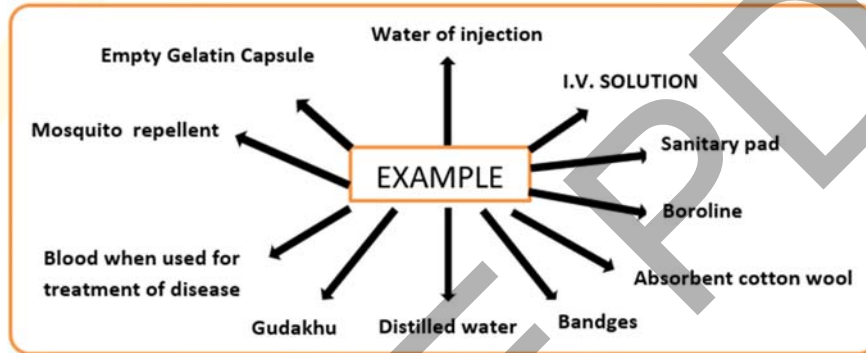 Water of injection
Empty Gelatin Capsule
I.V. SOLUTION
Mosquito repellent
Sanitary pad
EXAMPLE
Boroline
Blood when used for
treatment of disease
Absorbent cotton wool
Gudakhu
Distilled water
Bandges